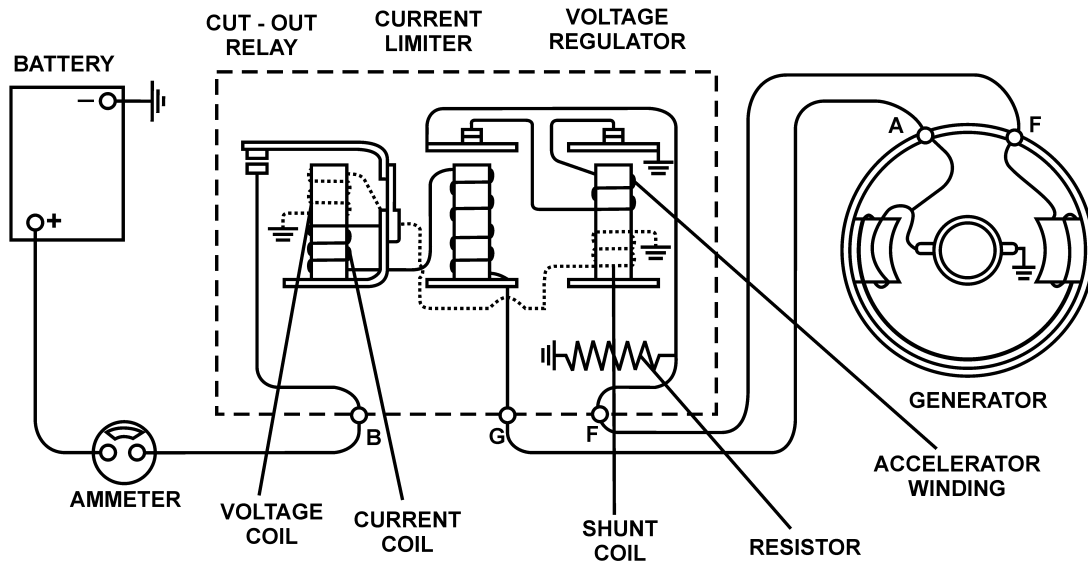 CUT - OUT
RELAY
CURRENT
LIMITER
VOLTAGE
REGULATOR
BATTERY
−
+
A
F
B
G
F
GENERATOR
AMMETER
VOLTAGE
COIL
CURRENT
COIL
SHUNT
COIL
RESISTOR
ACCELERATOR
WINDING